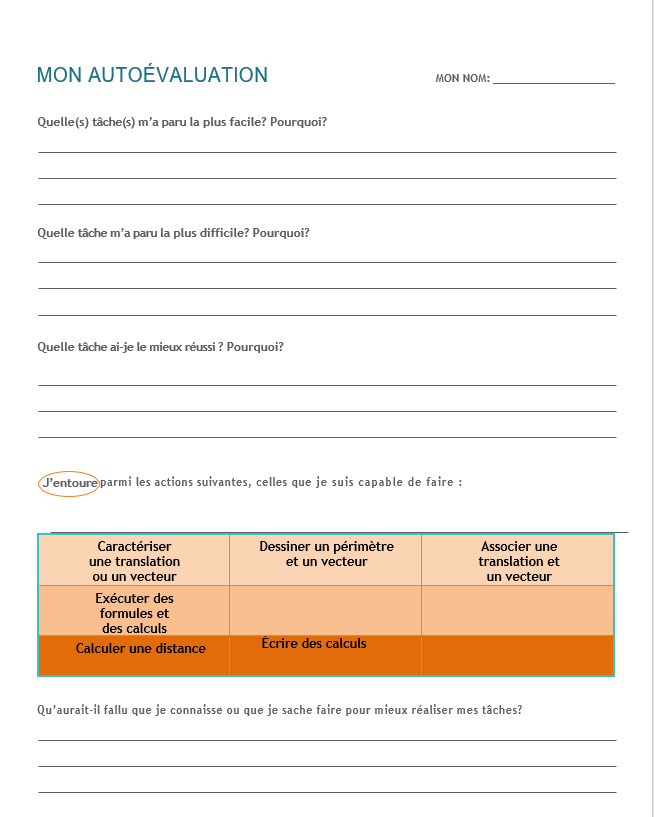 MON AUTOÉVALUATION
MON NOM:
Quelle(s) tâche(s) m'a paru la plus facile? Pourquoi?
Quelle tâche m'a paru la plus difficile? Pourquoi?
Quelle tâche ai-je le mieux réussi ? Pourquoi?
J'entoure parmi les actions suivantes, celles que je suis capable de faire :
Caractériser
une translation
ou un vecteur
Dessiner un périmètre
et un vecteur
Associer une
translation et
un vecteur
Exécuter des
formules et
des calculs
Calculer une distance
Écrire des calculs
Qu'aurait-il fallu que je connaisse ou que je sache faire pour mieux réaliser mes tâches?